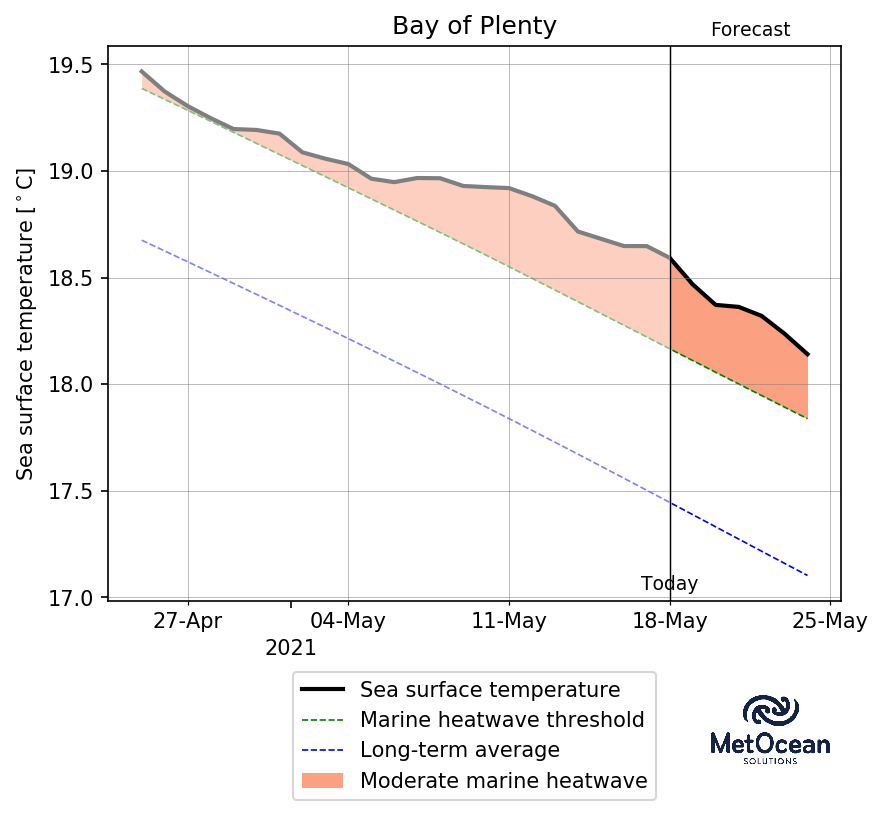 Bay of Plenty
Forecast
Sea surface temperature [°C]
19.5
19.0
18.5
18.0
17.5
17.0
Today
27-Apr 04-May 11-May 18-May 25-May
2021
Sea surface temperature
Marine heatwave threshold
Long-term average
Moderate marine heatwave
MetOcean
SOLUTIONS